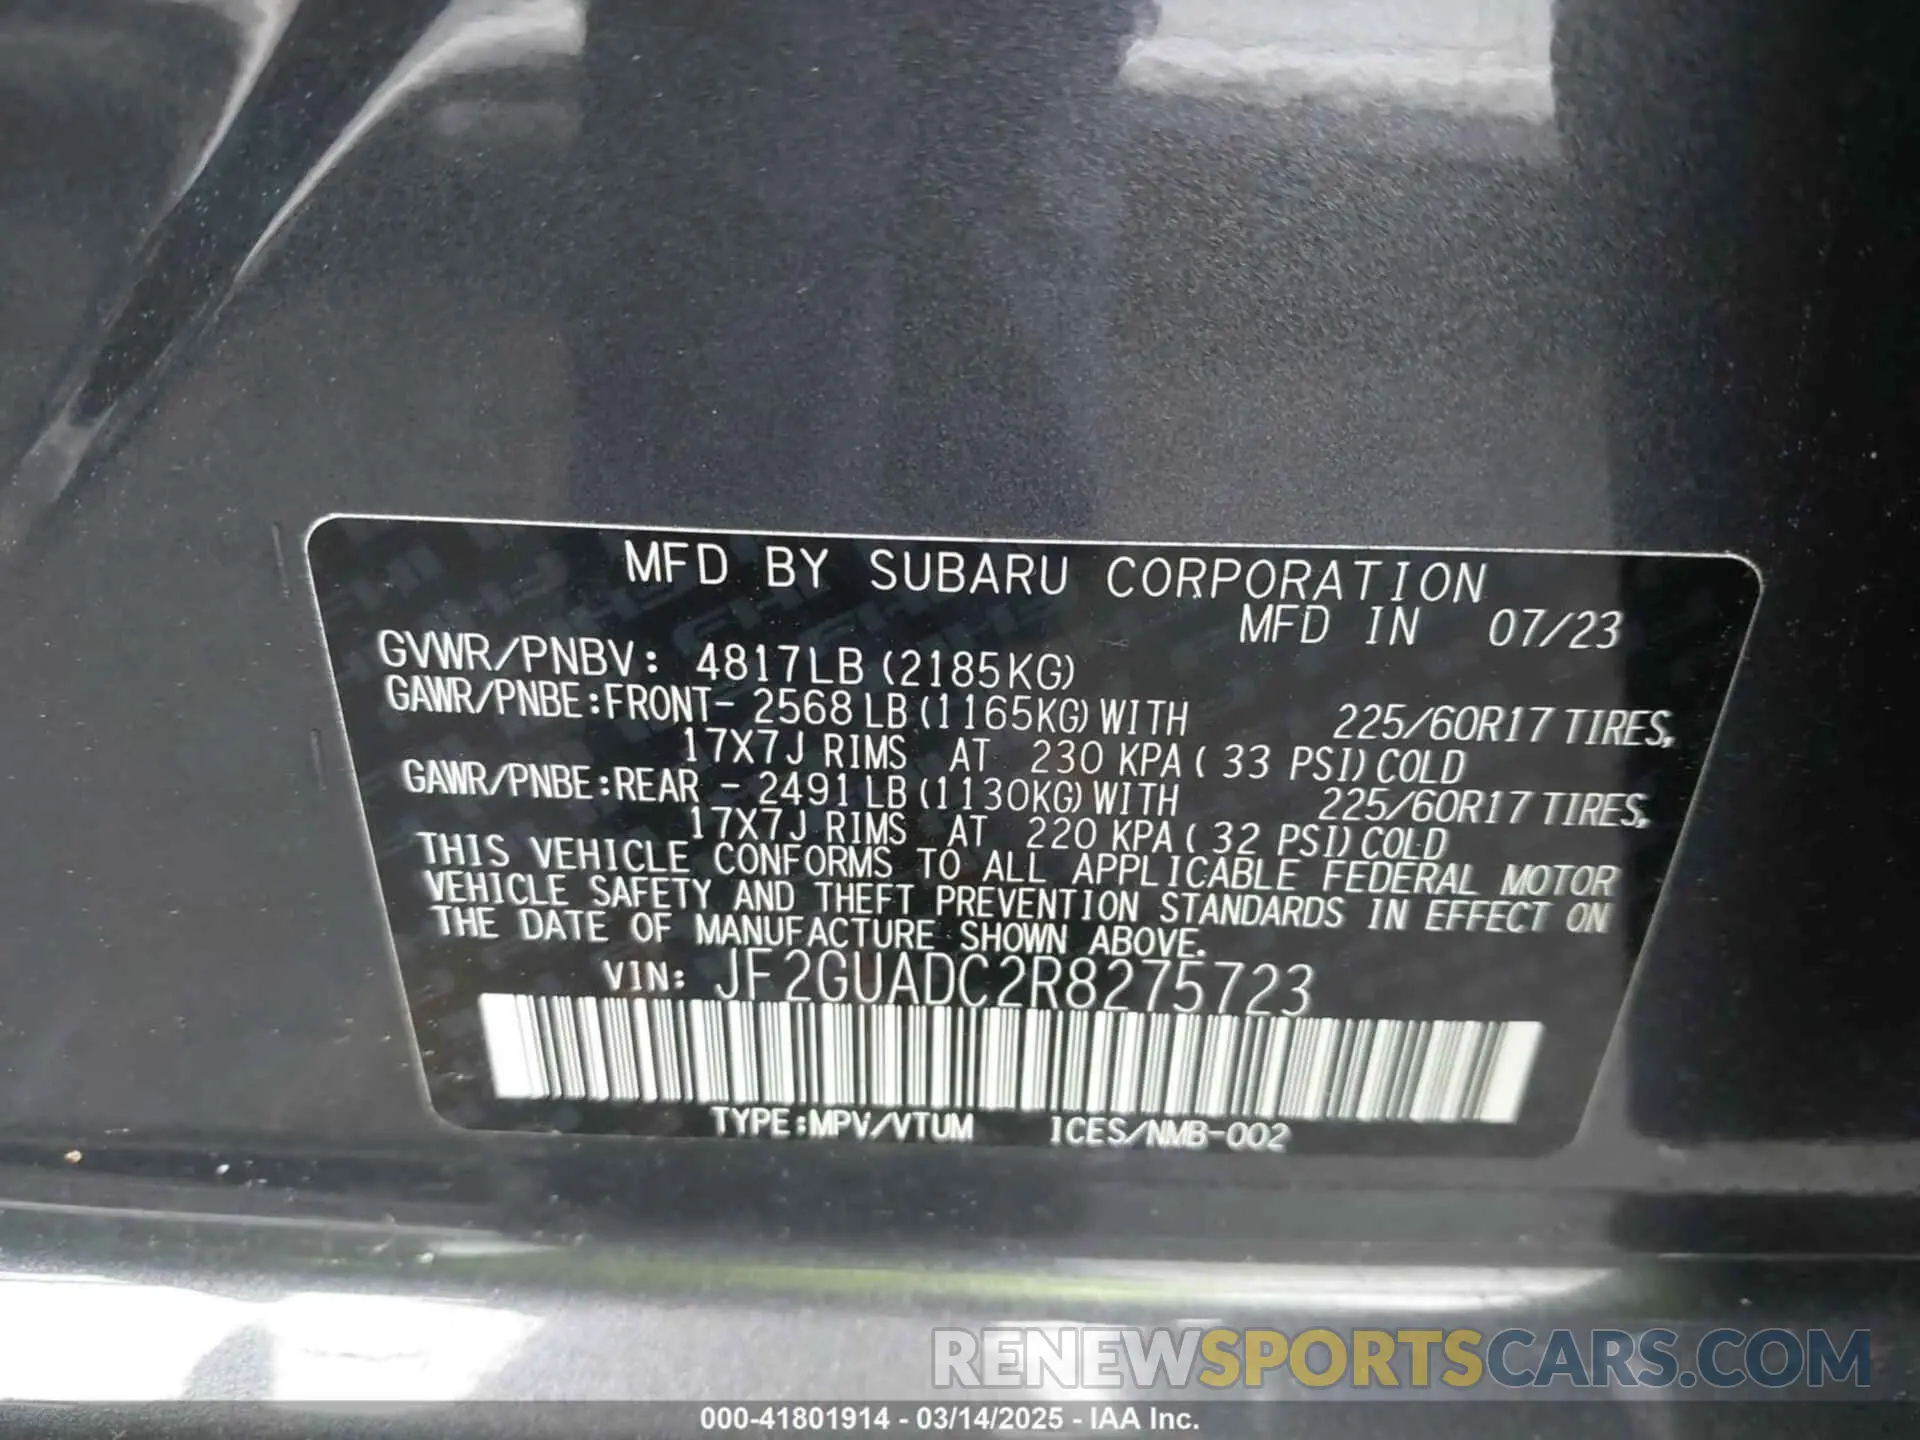 MFD BY SUBARU CORPORATION
MFD IN 07/23
GVWR/PNBV: 4817LB (2185KG)
GAWR/PNBE:FRONT- 2568 LB (1165KG) WITH 225/60R17 TIRES,
17X7J RIMS AT 230 KPA ( 33 PSI) COLD
GAWR/PNBE:REAR - 2491 LB (1130KG) WITH 225/60R17 TIRES,
17X7J RIMS AT 220 KPA ( 32 PSI) COLD
THIS VEHICLE CONFORMS TO ALL APPLICABLE FEDERAL MOTOR
VEHICLE SAFETY AND THEFT PREVENTION STANDARDS IN EFFECT ON
THE DATE OF MANUFACTURE SHOWN ABOVE.
VIN: JF2GUADC2R8275723
TYPE:MPV/VTUM ICES/NMB-002
RENEWSPORTSCARS.COM
000-41801914 - 03/14/2025 - IAA Inc.